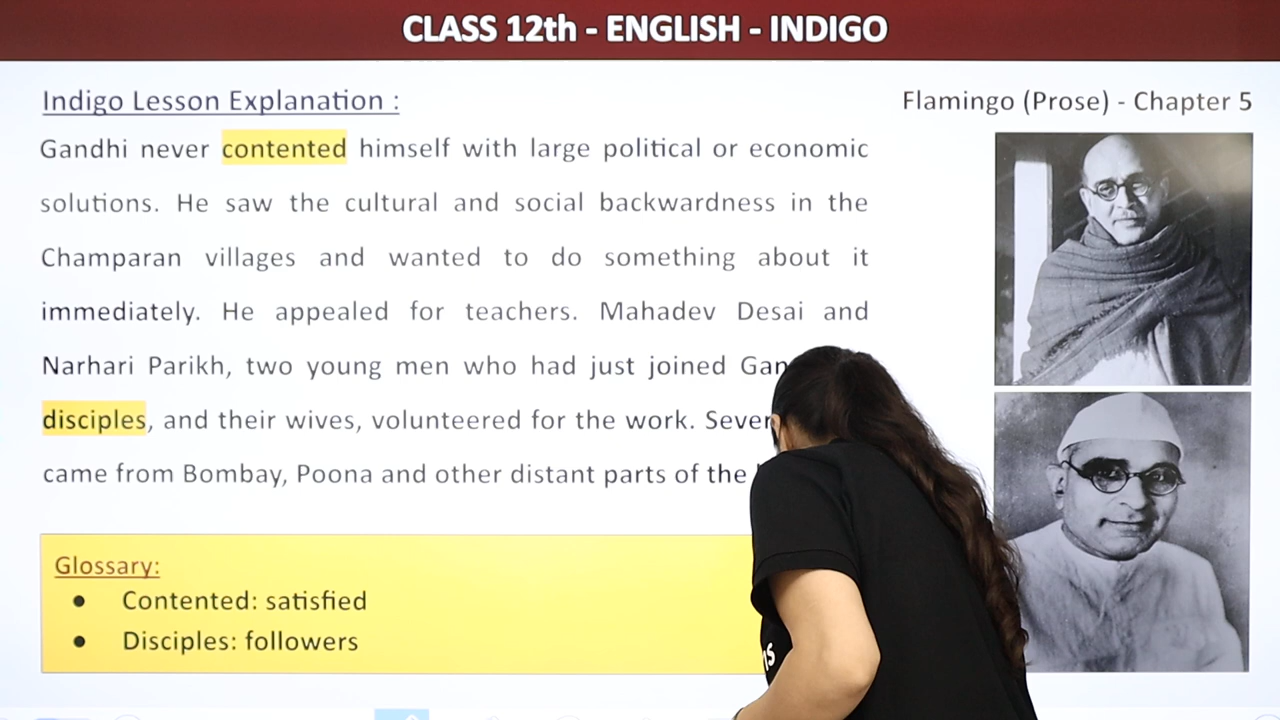 CLASS 12th - ENGLISH - INDIGO
Indigo Lesson Explanation :
Flamingo (Prose) - Chapter 5
Gandhi never contented himself with large political or economic
solutions. He saw the cultural and social backwardness in the
Champaran villages and wanted to do something about it
immediately. He appealed for teachers. Mahadev Desai and
Narhari Parikh, two young men who had just joined
disciples, and their wives, volunteered for the work.
came from Bombay, Poona and other distant parts of the
Glossary:
• Contented: satisfied
• Disciples: followers